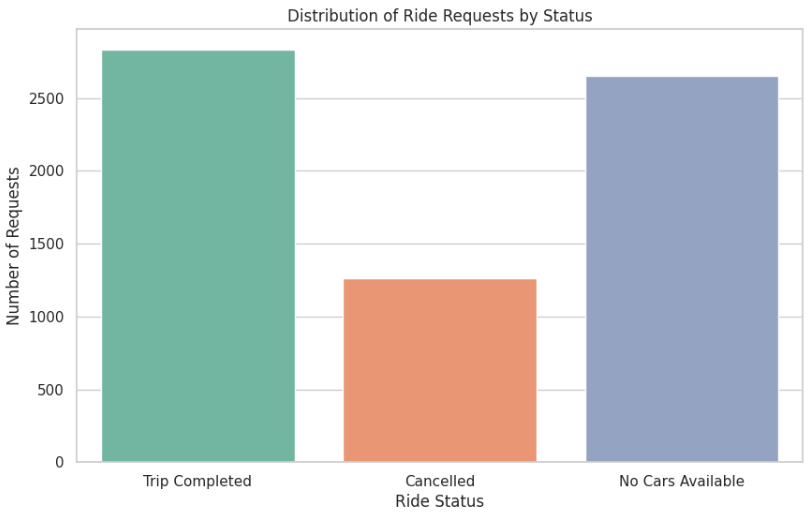 Distribution of Ride Requests by Status
Number of Requests
2500
2000
1500
1000
500
0
Trip Completed
Cancelled
No Cars Available
Ride Status